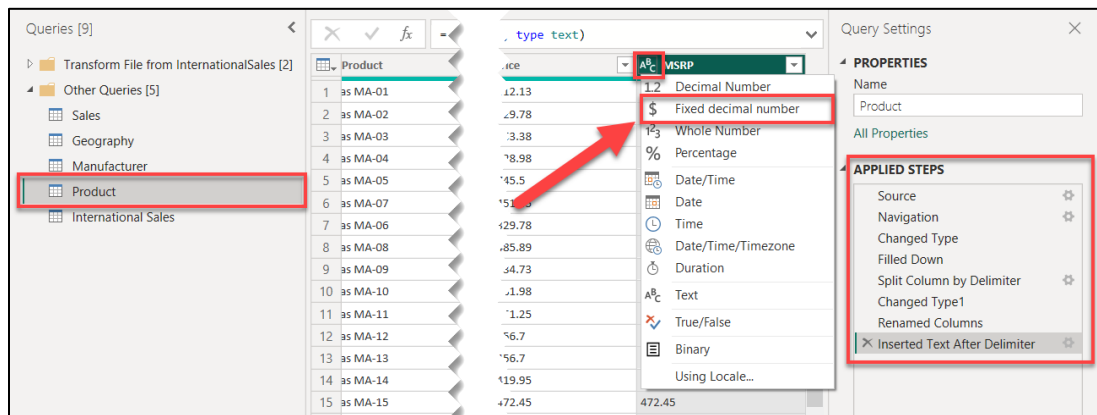 Queries [9]
Transform File from InternationalSales [2]
Other Queries [5]
Sales
Geography
Manufacturer
Product
International Sales
fx
=
, type text)
Product
ABC MSRP
1 as MA-01
2 as MA-02
3 as MA-03
4 as MA-04
5 as MA-05
6 as MA-07
7 as MA-06
8 as MA-08
9 as MA-09
10 as MA-10
11 as MA-11
12 as MA-12
13 as MA-13
14 as MA-14
15 as MA-15
472.45
1.2 Decimal Number
$ Fixed decimal number
123 Whole Number
% Percentage
Date/Time
Date
Time
Date/Time/Timezone
Duration
ABC Text
True/False
Binary
Using Locale...
Query Settings
PROPERTIES
Name
Product
All Properties
APPLIED STEPS
Source
Navigation
Changed Type
Filled Down
Split Column by Delimiter
Changed Type1
Renamed Columns
Inserted Text After Delimiter